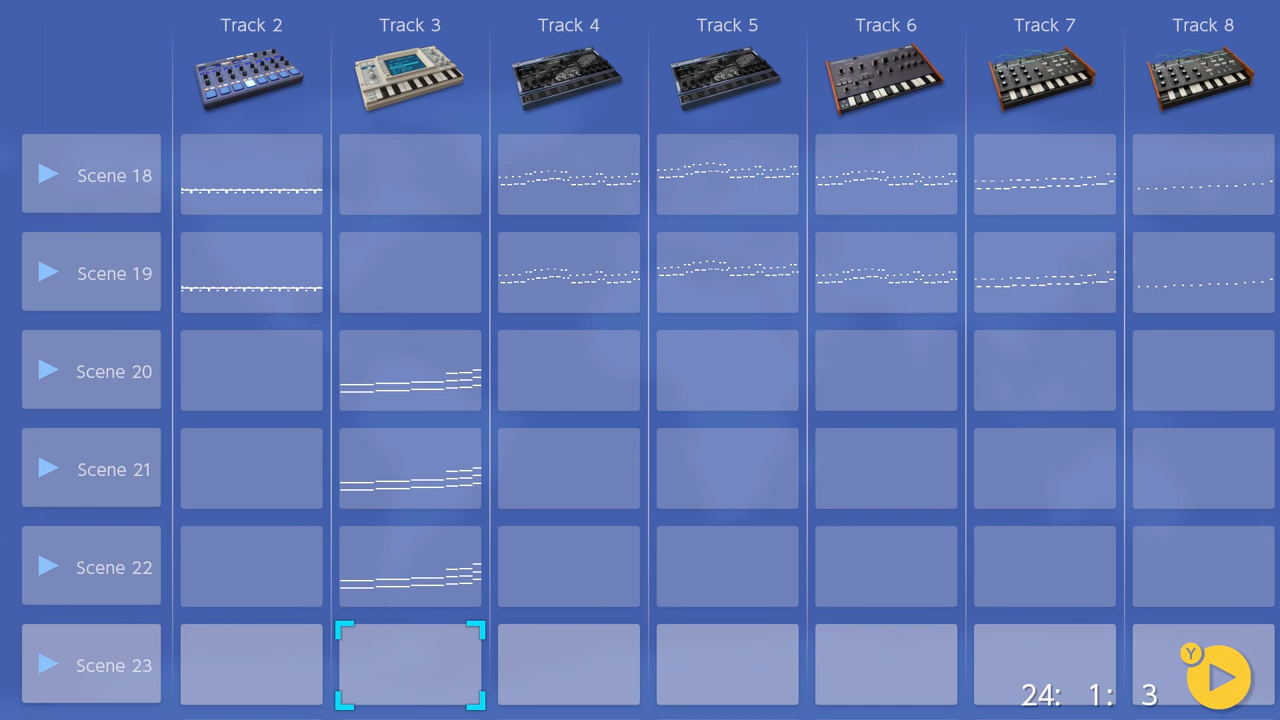 Track 2 Track 3 Track 4 Track 5 Track 6 Track 7 Track 8
Scene 18
Scene 19
Scene 20
Scene 21
Scene 22
Scene 23
Y
24: 1: 3